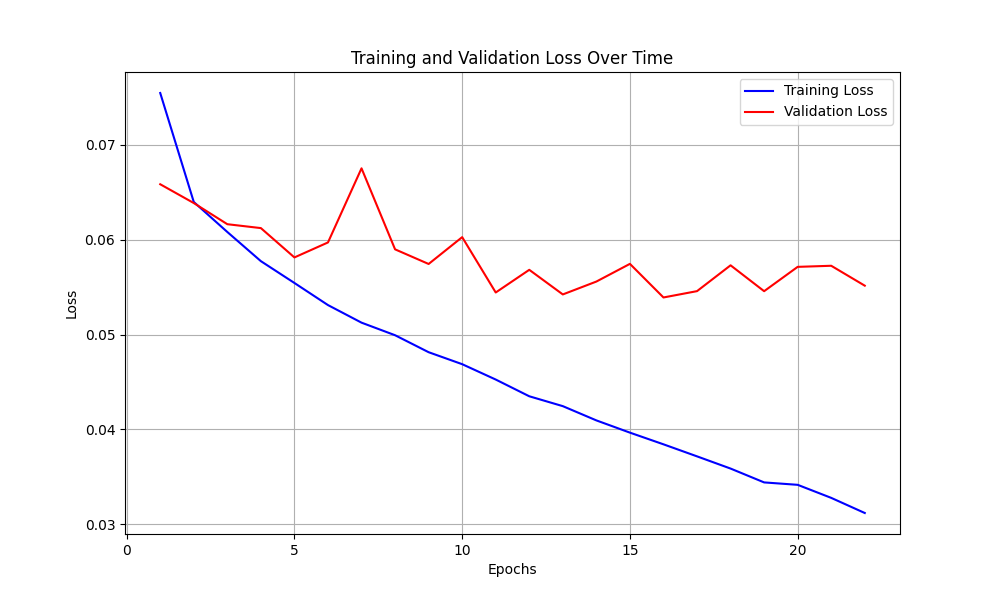 Training and Validation Loss Over Time
Training Loss
Validation Loss
Loss
0.07
0.06
0.05
0.04
0.03
0
5
10
15
20
Epochs